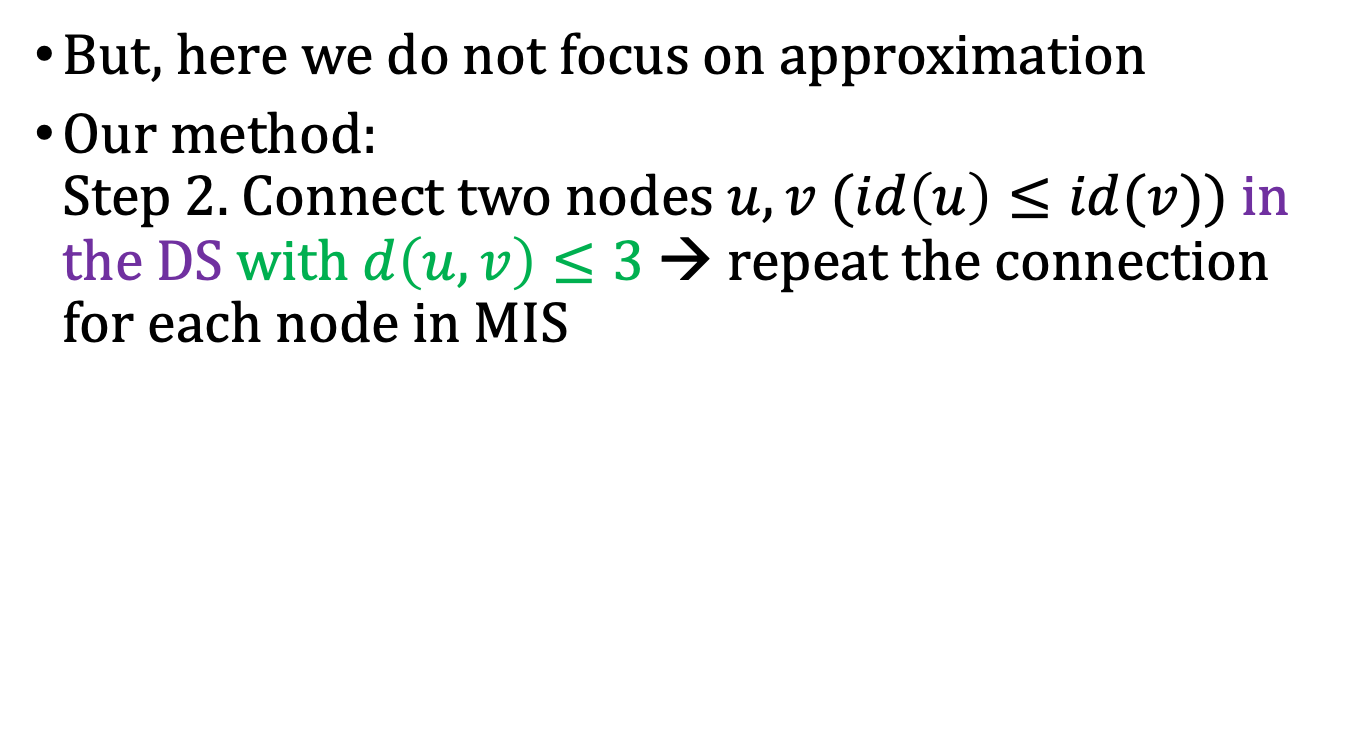 • But, here we do not focus on approximation
• Our method:
Step 2. Connect two nodes 𝑢, 𝑣 (𝑖𝑑(𝑢) ≤ 𝑖𝑑(𝑣)) in
the DS with 𝑑(𝑢, 𝑣) ≤ 3 → repeat the connection
for each node in MIS